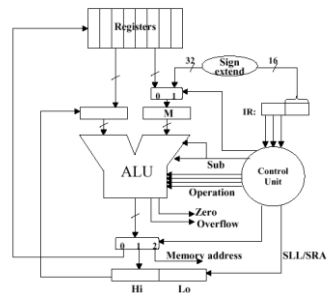 Registers
32
Sign
extend
16
0 1
M
IR:
ALU
Sub
Control
Unit
Operation
Zero
Overflow
0 1 2
Memory address
SLL/SRA
Hi
Lo